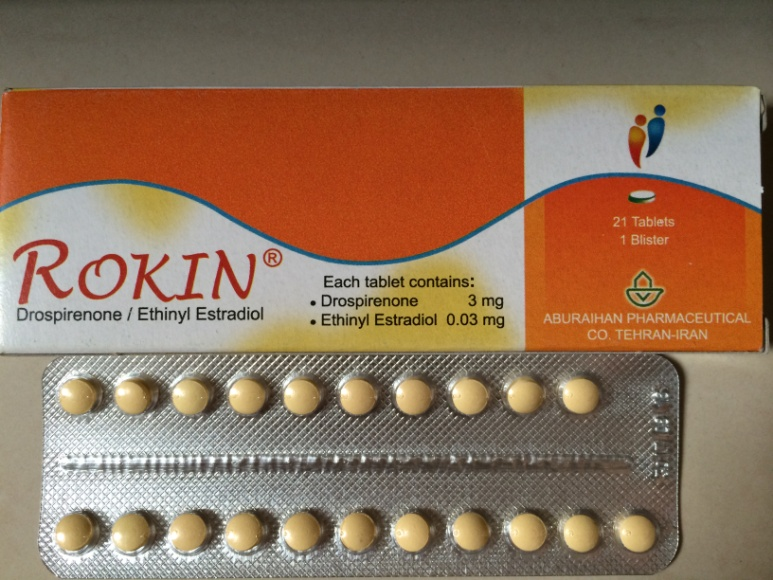 ROKIN®
Drospirenone / Ethinyl Estradiol
Each tablet contains:
• Drospirenone 3 mg
• Ethinyl Estradiol 0.03 mg
21 Tablets
1 Blister
ABURAIHAN PHARMACEUTICAL
CO. TEHRAN-IRAN